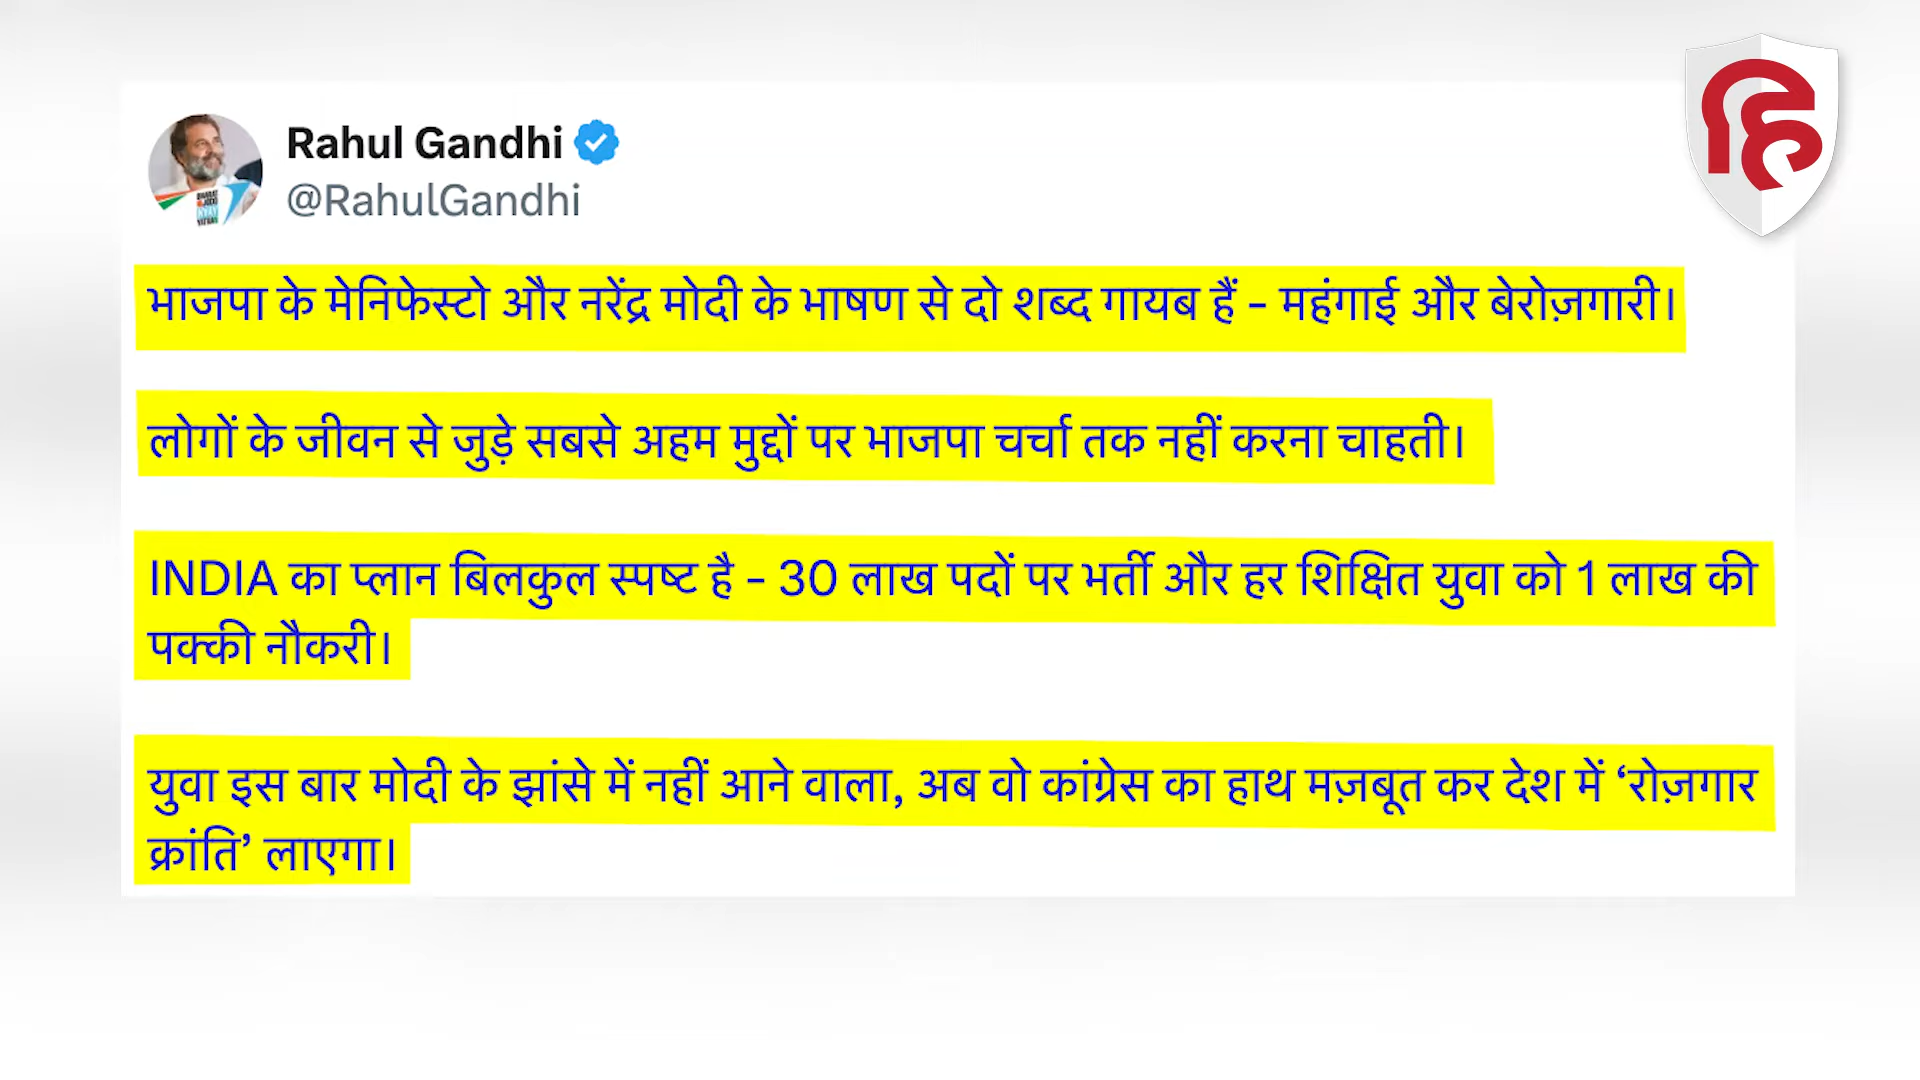 Rahul Gandhi
@RahulGandhi
हि
भाजपा के मेनिफेस्टो और नरेंद्र मोदी के भाषण से दो शब्द गायब हैं - महंगाई और बेरोज़गारी।
लोगों के जीवन से जुड़े सबसे अहम मुद्दों पर भाजपा चर्चा तक नहीं करना चाहती।
INDIA का प्लान बिलकुल स्पष्ट है - 30 लाख पदों पर भर्ती और हर शिक्षित युवा को 1 लाख की
पक्की नौकरी।
युवा इस बार मोदी के झांसे में नहीं आने वाला, अब वो कांग्रेस का हाथ मज़बूत कर देश में ‘रोज़गार
क्रांति’ लाएगा।